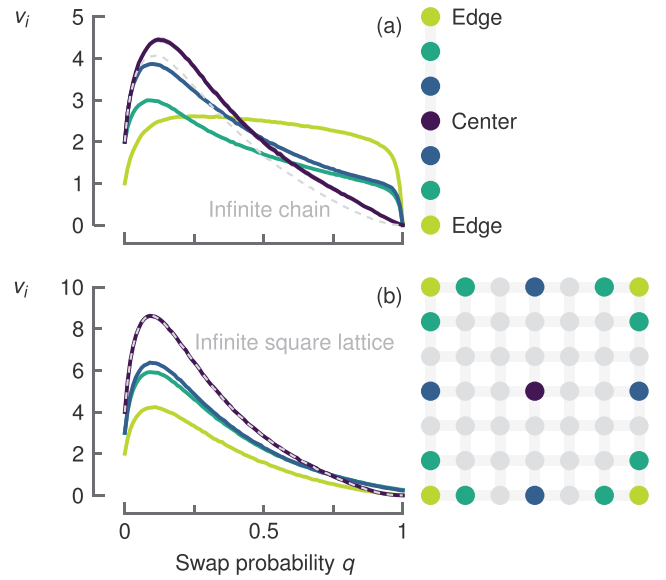 v_i
5
(a)
Edge
4
3
2
Center
1
Infinite chain
0
Edge
v_i
10
(b)
8
Infinite square lattice
6
4
2
0
0
0.5
1
Swap probability q